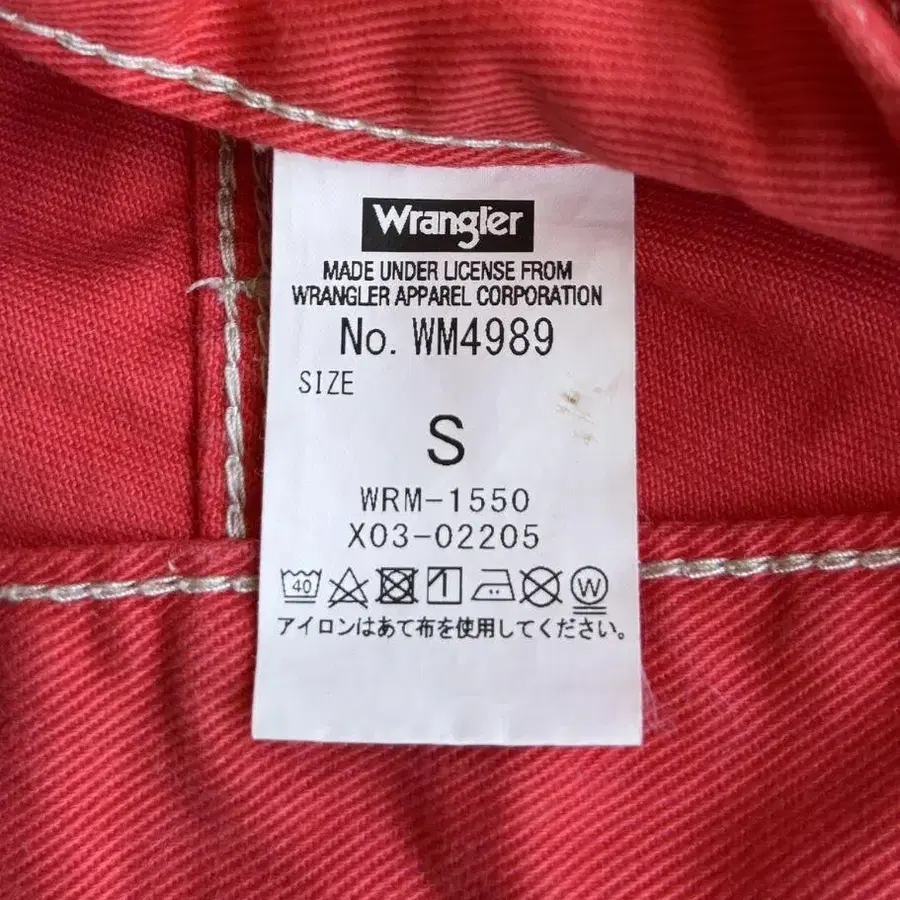 Wrangler
MADE UNDER LICENSE FROM
WRANGLER APPAREL CORPORATION
No. WM4989
SIZE
S
WRM-1550
X03-02205
40 W
アイロンはあて布を使用してください。